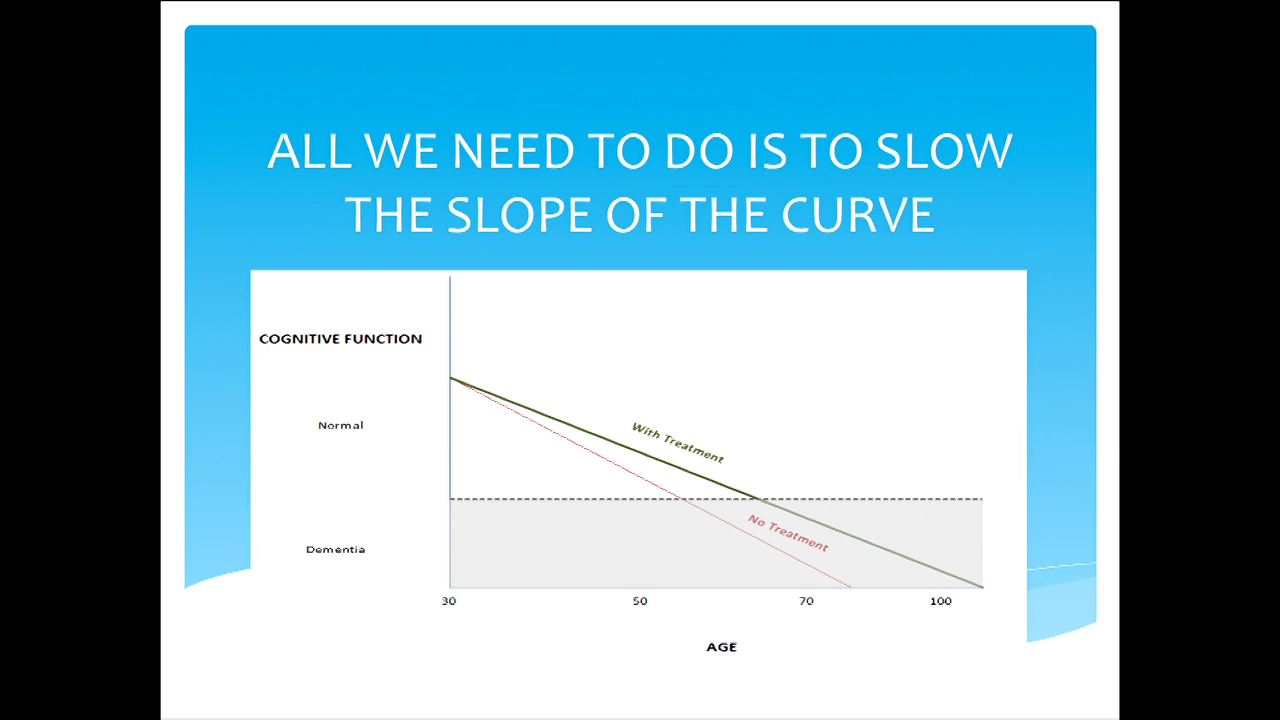 ALL WE NEED TO DO IS TO SLOW
THE SLOPE OF THE CURVE
COGNITIVE FUNCTION
Normal
With Treatment
No Treatment
Dementia
30
50
70
100
AGE